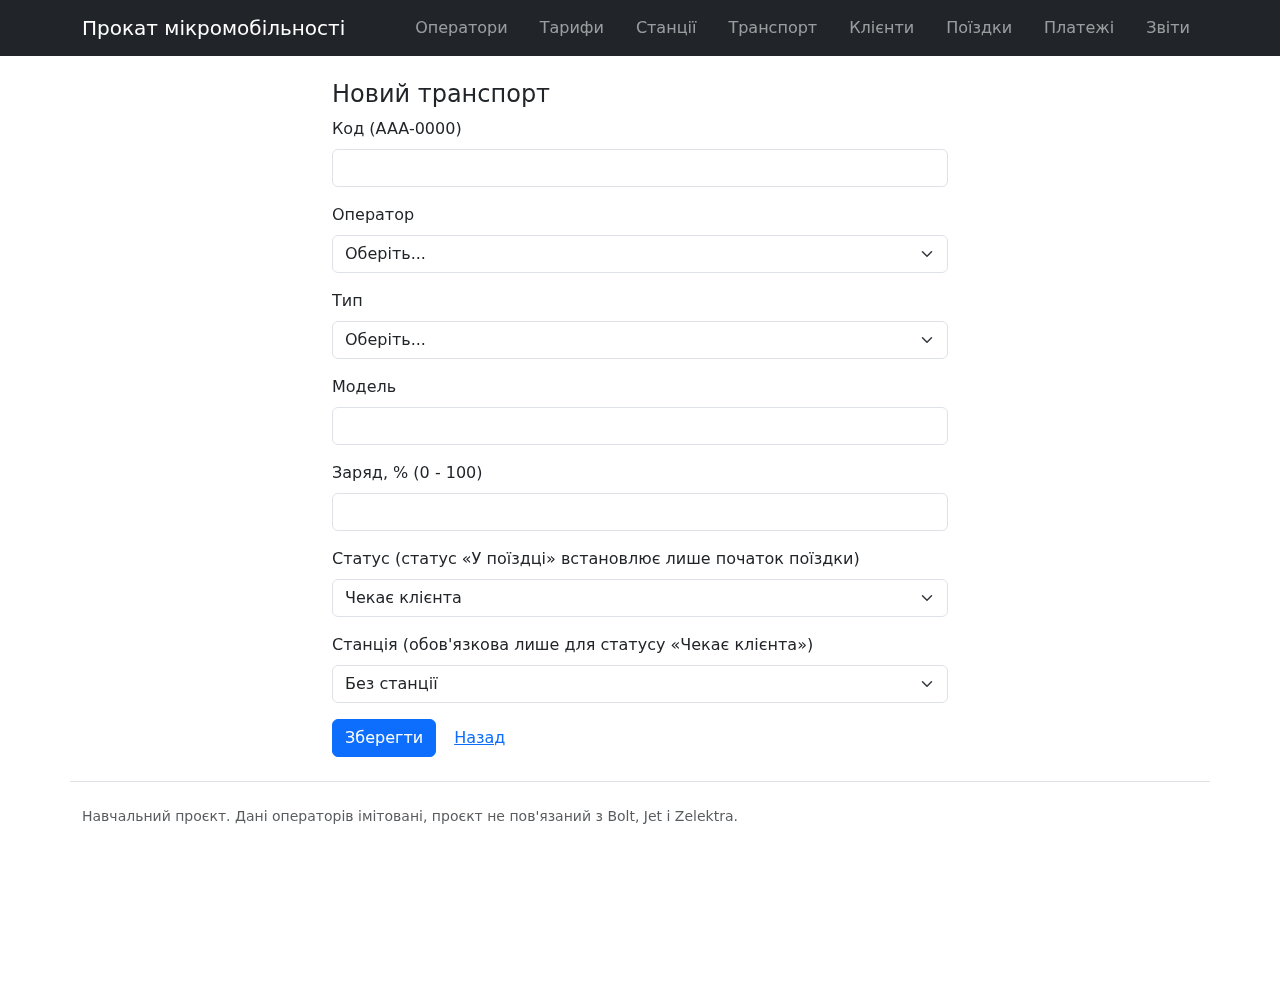 Прокат мікромобільності Оператори Тарифи Станції Транспорт Клієнти Поїздки Платежі Звіти
Новий транспорт
Код (AAA-0000)
Оператор
Оберіть...
Тип
Оберіть...
Модель
Заряд, % (0 - 100)
Статус (статус «У поїздці» встановлює лише початок поїздки)
Чекає клієнта
Станція (обов'язкова лише для статусу «Чекає клієнта»)
Без станції
Зберегти Назад
Навчальний проєкт. Дані операторів імітовані, проєкт не пов'язаний з Bolt, Jet і Zelektra.